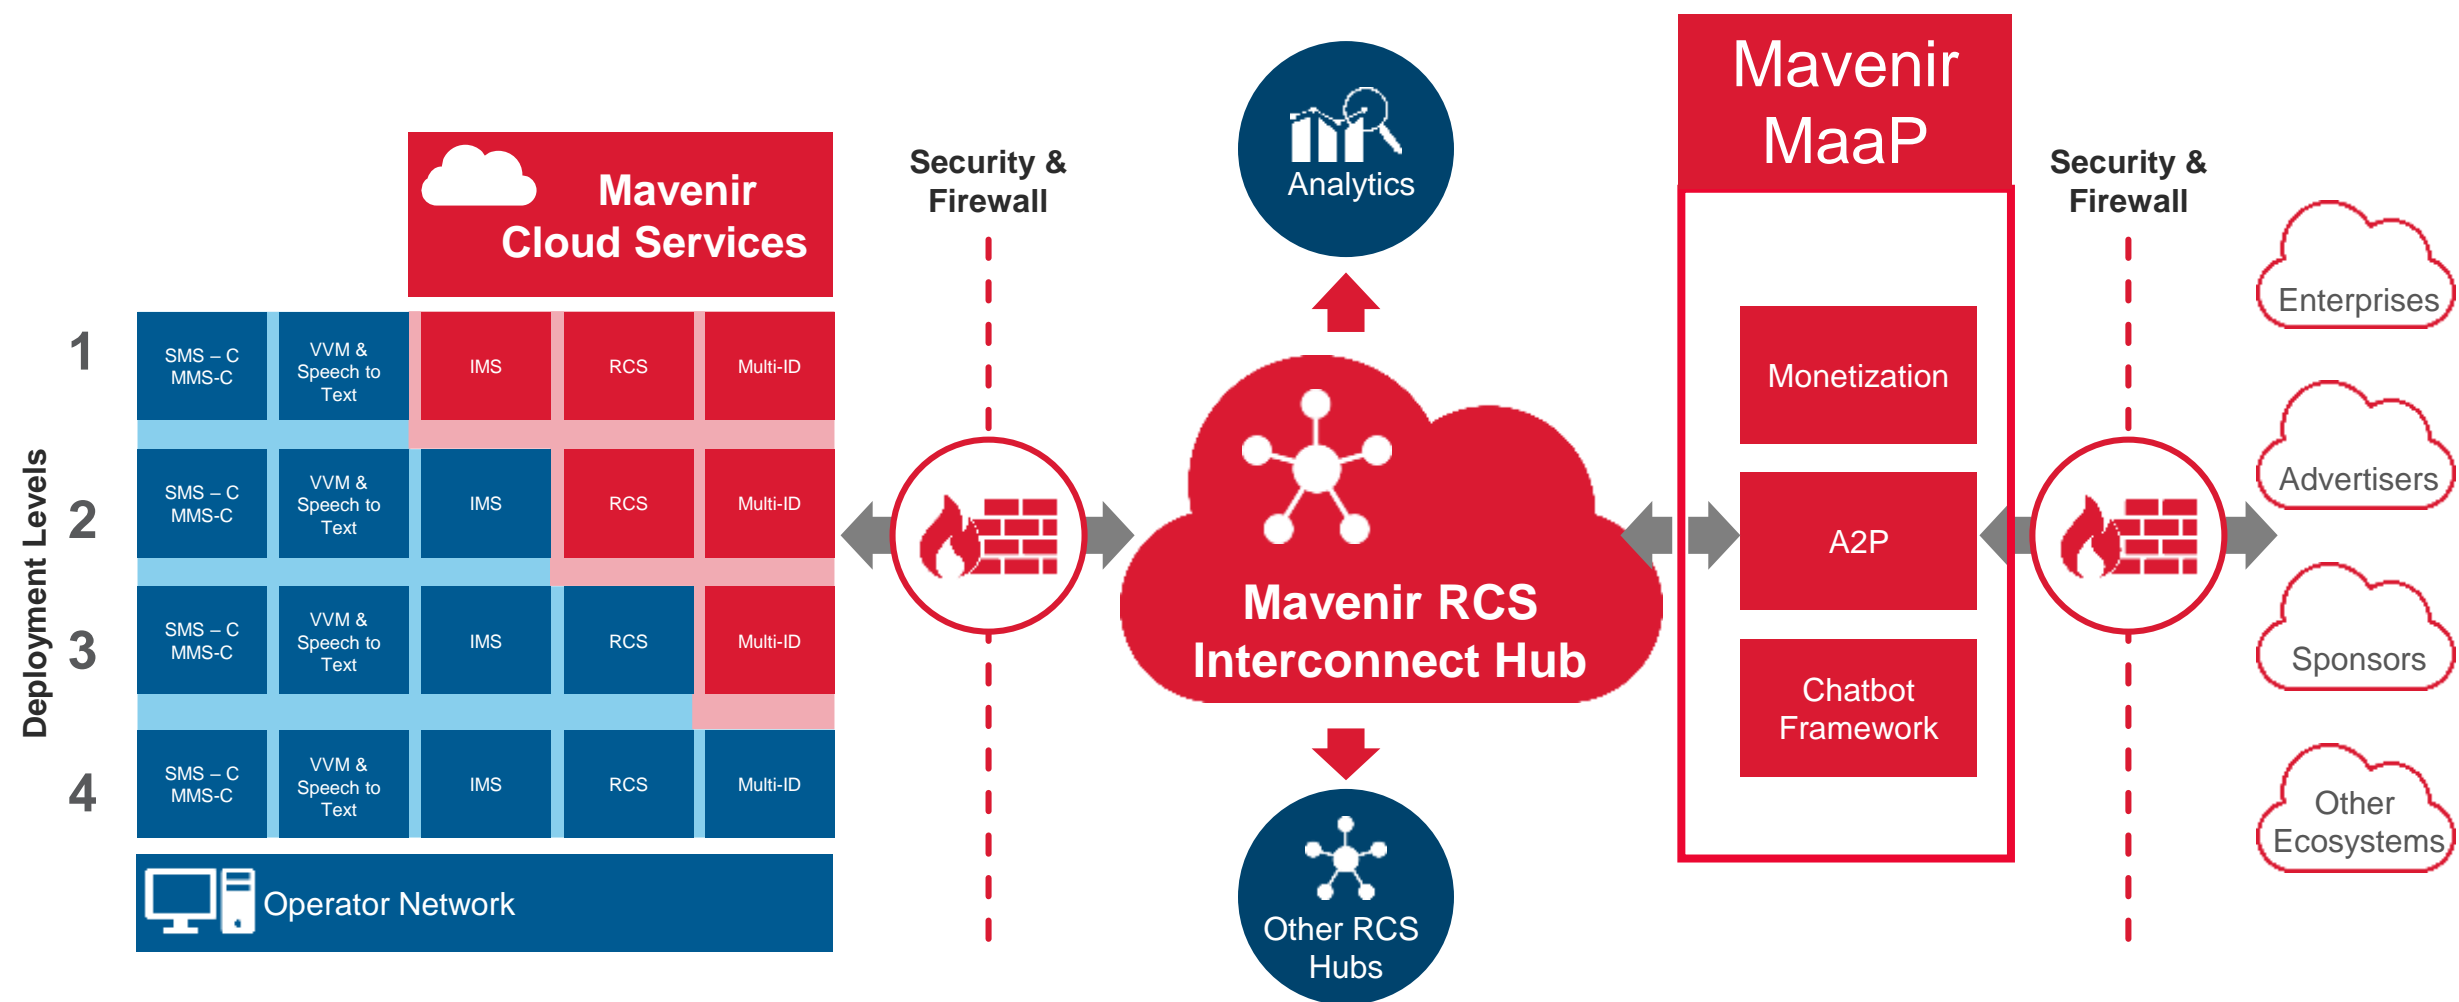 Mavenir
Cloud Services
Deployment Levels
1
SMS – C
MMS-C
VVM &
Speech to
Text
IMS
RCS
Multi-ID
2
SMS – C
MMS-C
VVM &
Speech to
Text
IMS
RCS
Multi-ID
3
SMS – C
MMS-C
VVM &
Speech to
Text
IMS
RCS
Multi-ID
4
SMS – C
MMS-C
VVM &
Speech to
Text
IMS
RCS
Multi-ID
Operator Network
Security &
Firewall
Analytics
Mavenir RCS
Interconnect Hub
Other RCS
Hubs
Mavenir
MaaP
Monetization
A2P
Chatbot
Framework
Security &
Firewall
Enterprises
Advertisers
Sponsors
Other
Ecosystems